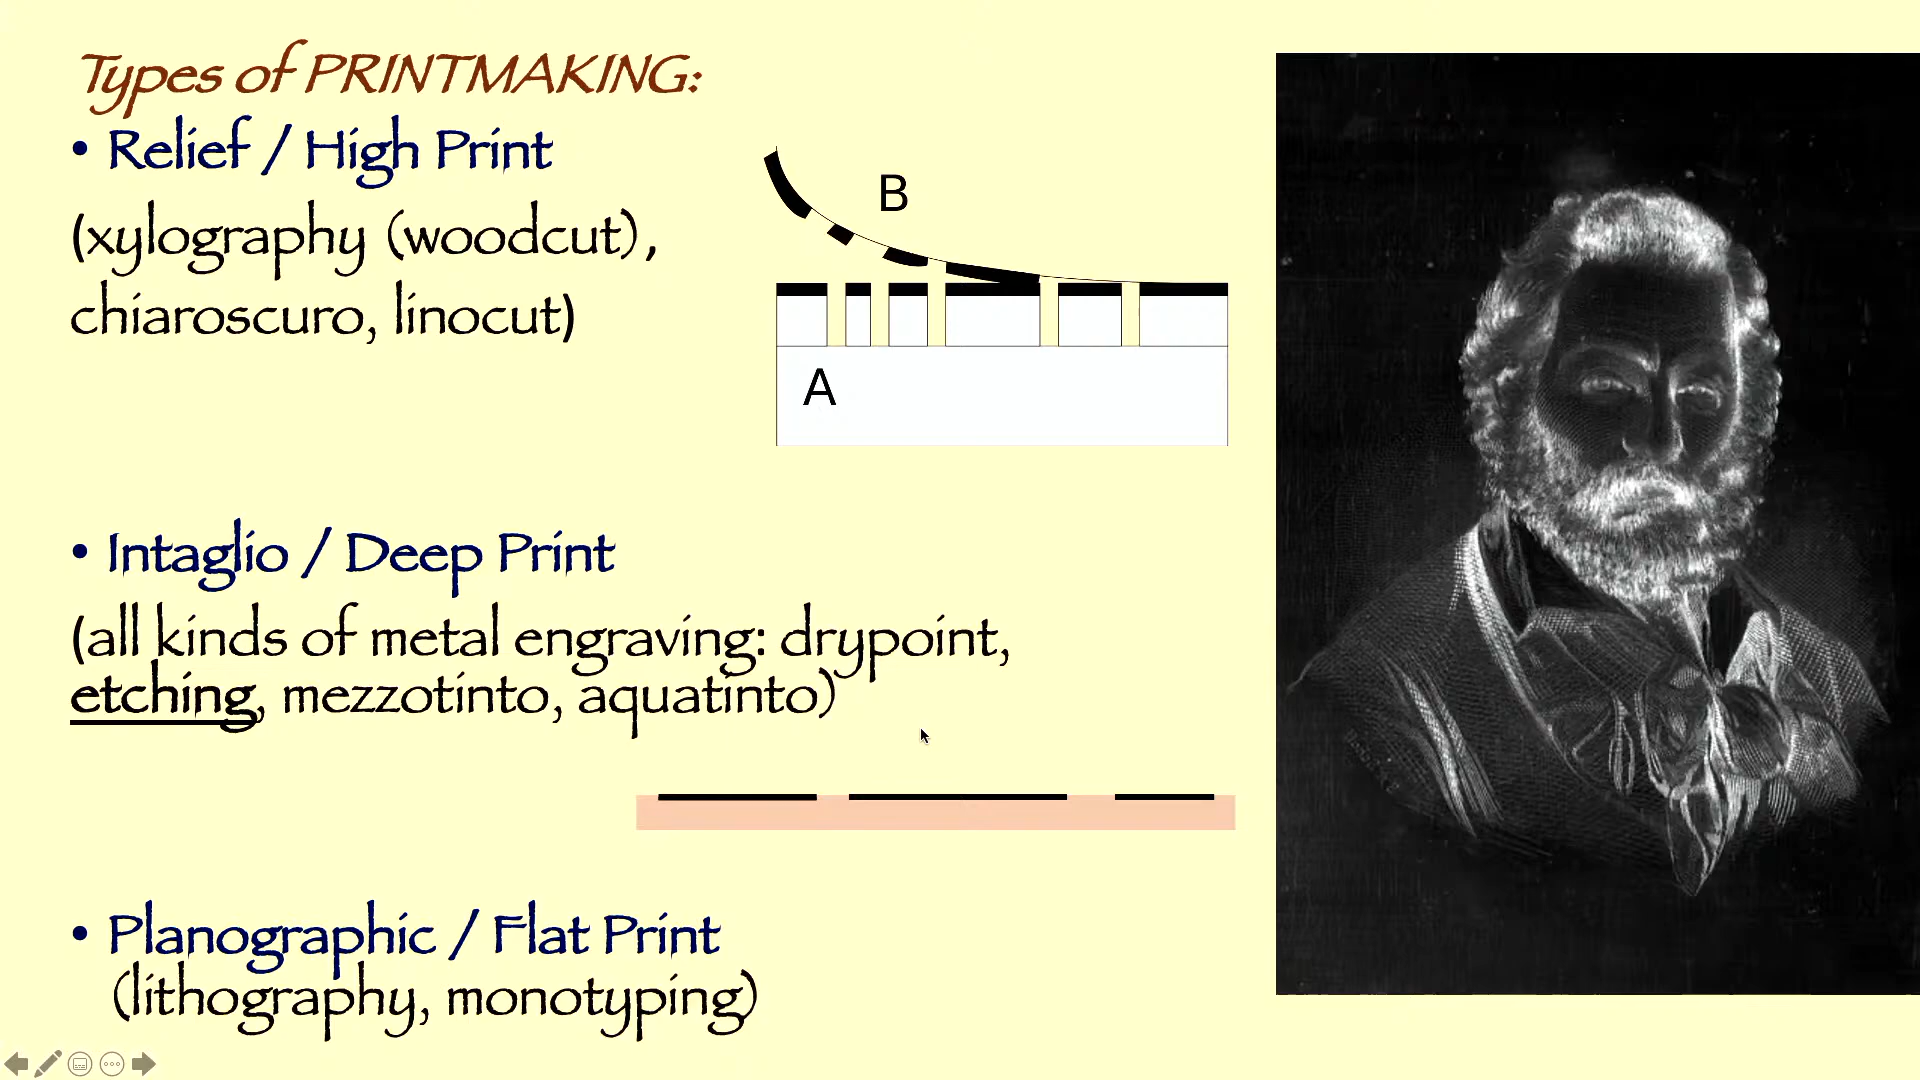 Types of PRINTMAKING:
• Relief / High Print
(xylography (woodcut),
chiaroscuro, linocut)
B
A
• Intaglio / Deep Print
(all kinds of metal engraving: drypoint,
etching, mezzotinto, aquatinto)
• Planographic / Flat Print
(lithography, monotyping)